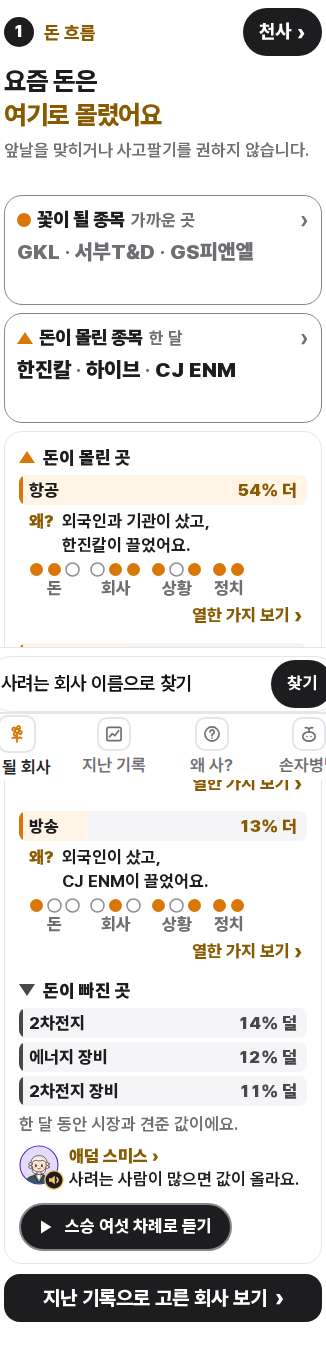 1 돈 흐름
천사 ›
요즘 돈은
여기로 몰렸어요
앞날을 맞히거나 사고팔기를 권하지 않습니다.
꽃이 될 종목 가까운 곳 ›
GKL · 서부T&D · GS피앤엘
돈이 몰린 종목 한 달 ›
한진칼 · 하이브 · CJ ENM
돈이 몰린 곳
항공 54% 더
왜? 외국인과 기관이 샀고,
한진칼이 끌었어요.
돈 회사 상황 정치
열한 가지 보기 ›
사려는 회사 이름으로 찾기 찾기
될 회사 지난 기록 왜 사? 손자병
열한 가지 보기 ›
방송 13% 더
왜? 외국인이 샀고,
CJ ENM이 끌었어요.
돈 회사 상황 정치
열한 가지 보기 ›
돈이 빠진 곳
2차전지 14% 덜
에너지 장비 12% 덜
2차전지 장비 11% 덜
한 달 동안 시장과 견준 값이에요.
애덤 스미스 ›
사려는 사람이 많으면 값이 올라요.
스승 여섯 차례로 듣기
지난 기록으로 고른 회사 보기 ›